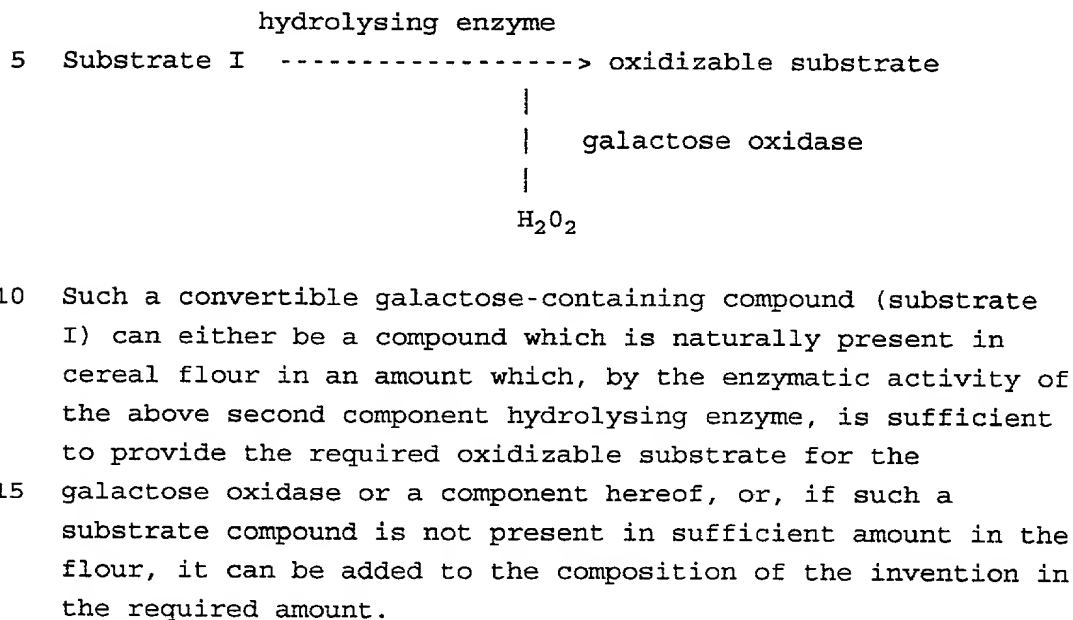 hydrolysing enzyme
5 Substrate I ------------------> oxidizable substrate
|
| galactose oxidase
|
H₂O₂
10 Such a convertible galactose-containing compound (substrate
I) can either be a compound which is naturally present in
cereal flour in an amount which, by the enzymatic activity of
the above second component hydrolysing enzyme, is sufficient
to provide the required oxidizable substrate for the
15 galactose oxidase or a component hereof, or, if such a
substrate compound is not present in sufficient amount in the
flour, it can be added to the composition of the invention in
the required amount.